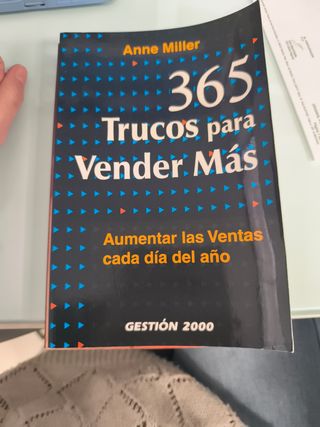 Anne Miller
365
Trucos para
Vender Más
Aumentar las Ventas
cada día del año
GESTIÓN 2000